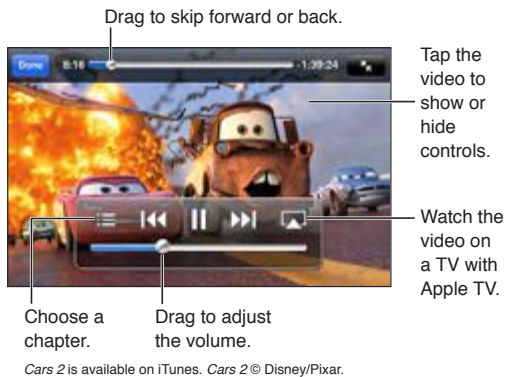 Drag to skip forward or back.
Done 8:16 -1:39:24
Tap the
video to
show or
hide
controls.
Watch the
video on
a TV with
Apple TV.
Choose a
chapter.
Drag to adjust
the volume.
Cars 2 is available on iTunes. Cars 2 © Disney/Pixar.